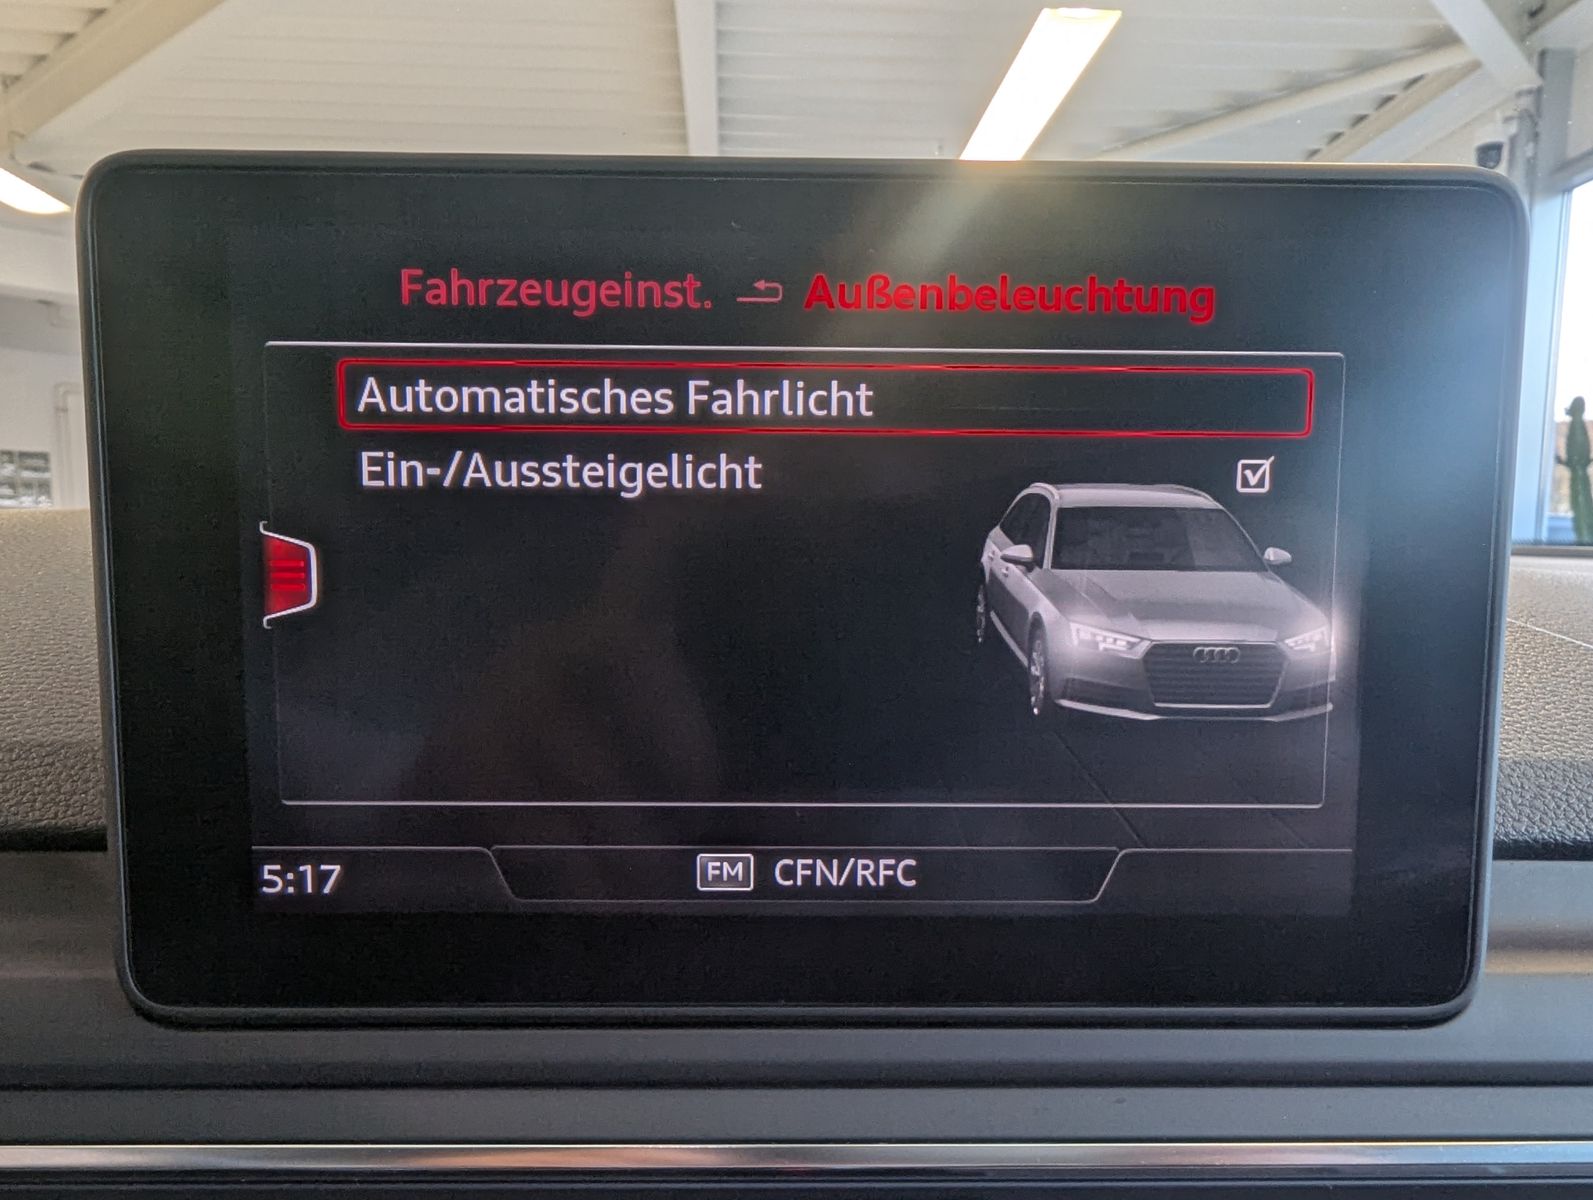 Fahrzeugeinst. Außenbeleuchtung
Automatisches Fahrlicht
Ein-/Aussteigelicht
5:17 FM CFN/RFC